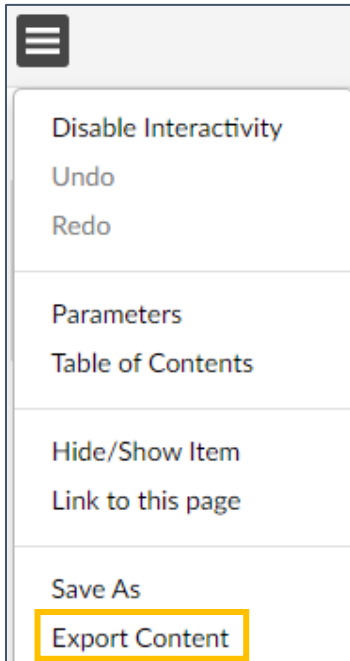 Disable Interactivity
Undo
Redo
Parameters
Table of Contents
Hide/Show Item
Link to this page
Save As
Export Content